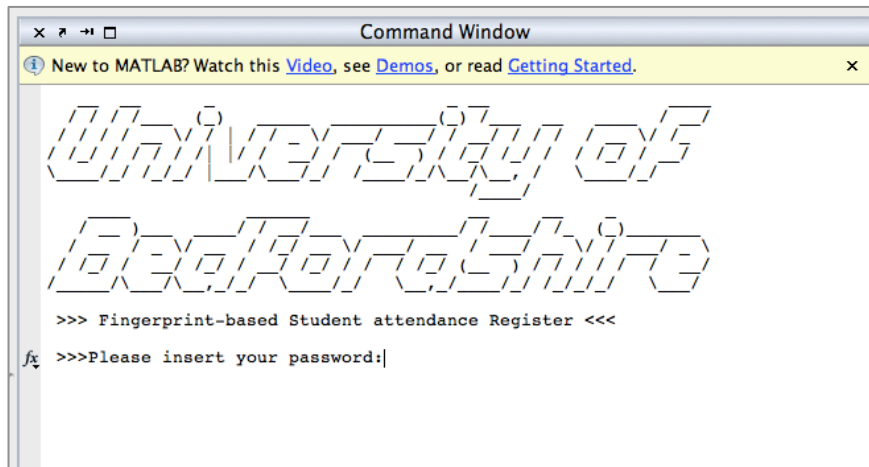 Command Window
New to MATLAB? Watch this Video, see Demos, or read Getting Started.
University of
Bedfordshire
>>> Fingerprint-based Student attendance Register <<<
fx >>>Please insert your password: